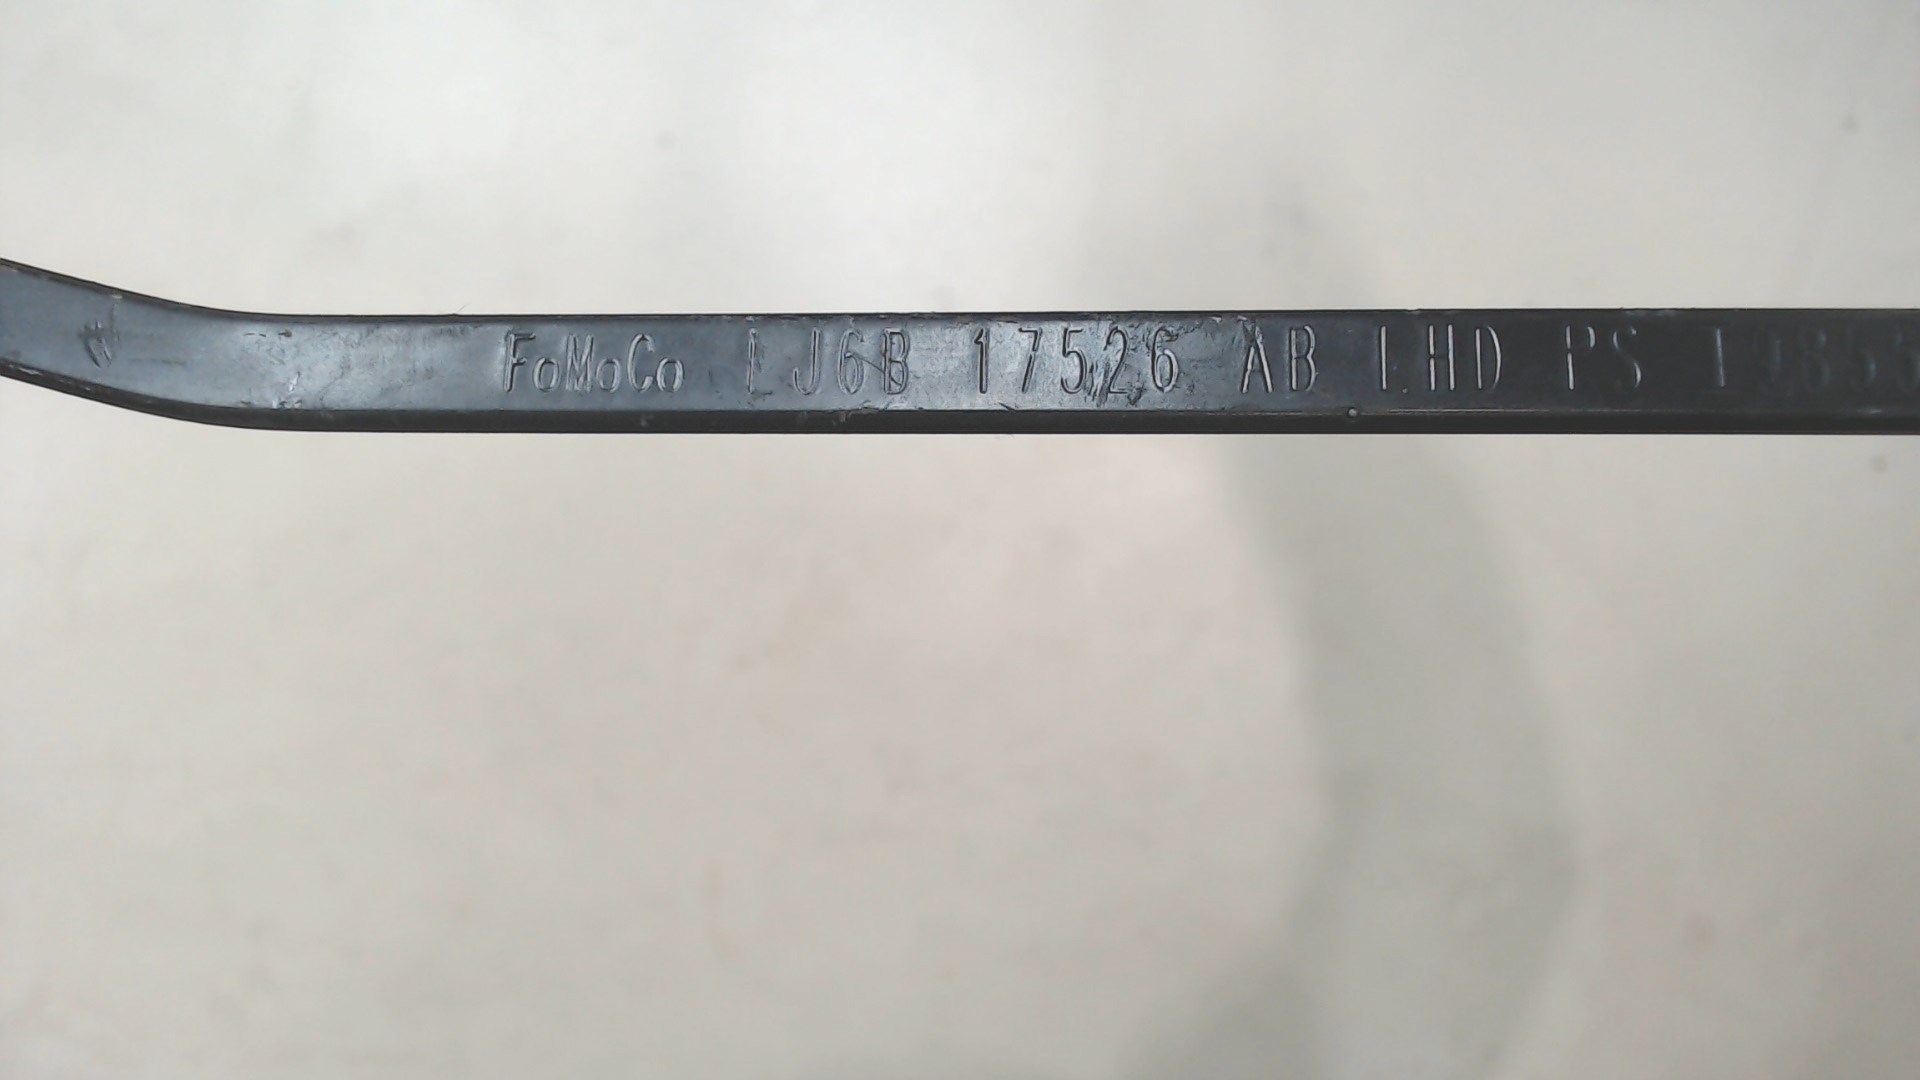 FoMoCo LJ6B 17526 AB LHD PS